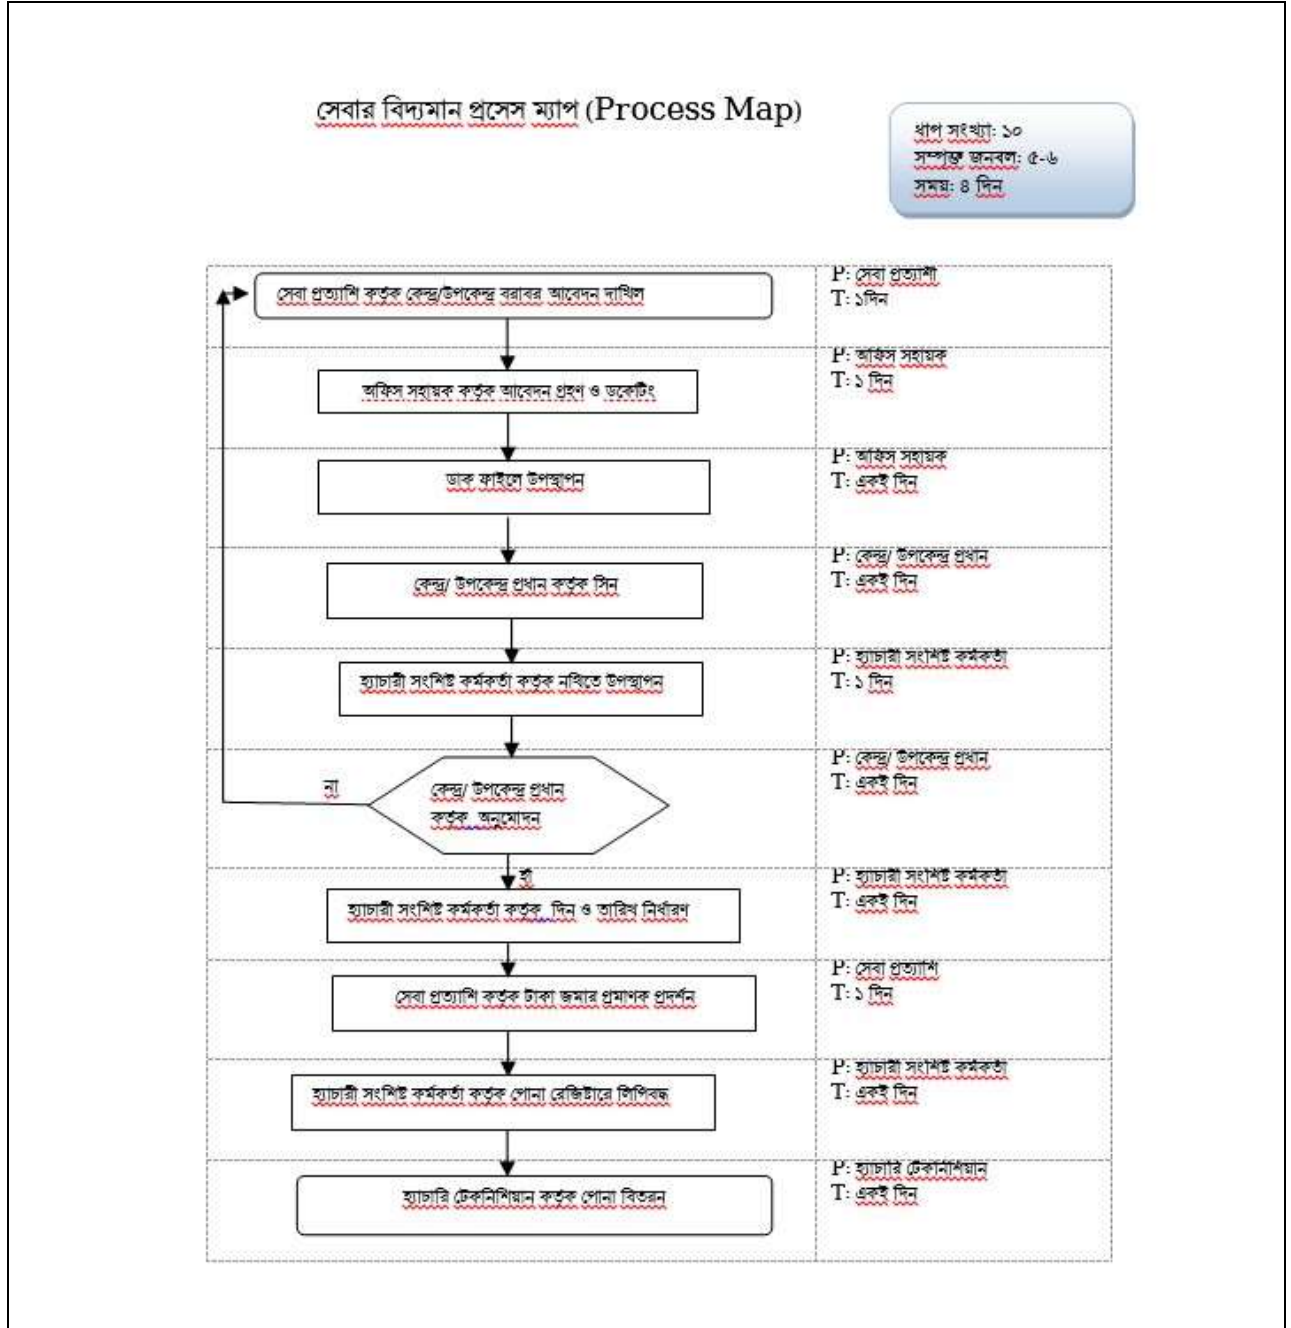 সেবার বিদ্যমান প্রসেস ম্যাপ (Process Map)
ধাপ সংখ্যা: ১০
সম্পৃক্ত জনবল: ৫-৬
সময়: ৪ দিন
সেবা প্রত্যাশি কর্তৃক কেন্দ্র/উপকেন্দ্র বরাবর আবেদন দাখিল
P: সেবা প্রত্যাশী
T: ১দিন
অফিস সহায়ক কর্তৃক আবেদন গ্রহণ ও ডকেটিং
P: অফিস সহায়ক
T: ১ দিন
ডাক ফাইলে উপস্থাপন
P: অফিস সহায়ক
T: একই দিন
কেন্দ্র/ উপকেন্দ্র প্রধান কর্তৃক সিন
P: কেন্দ্র/ উপকেন্দ্র প্রধান
T: একই দিন
হ্যাচারী সংশিষ্ট কর্মকর্তা কর্তৃক নথিতে উপস্থাপন
P: হ্যাচারী সংশিষ্ট কর্মকর্তা
T: ১ দিন
না
কেন্দ্র/ উপকেন্দ্র প্রধান
কর্তৃক অনুমোদন
P: কেন্দ্র/ উপকেন্দ্র প্রধান
T: একই দিন
হাঁ
হ্যাচারী সংশিষ্ট কর্মকর্তা কর্তৃক দিন ও তারিখ নির্ধারণ
P: হ্যাচারী সংশিষ্ট কর্মকর্তা
T: একই দিন
সেবা প্রত্যাশি কর্তৃক টাকা জমার প্রমাণক প্রদর্শন
P: সেবা প্রত্যাশি
T: ১ দিন
হ্যাচারী সংশিষ্ট কর্মকর্তা কর্তৃক পোনা রেজিষ্টারে লিপিবদ্ধ
P: হ্যাচারী সংশিষ্ট কর্মকর্তা
T: একই দিন
হ্যাচারি টেকনিশিয়ান কর্তৃক পোনা বিতরন
P: হ্যাচারি টেকনিশিয়ান
T: একই দিন